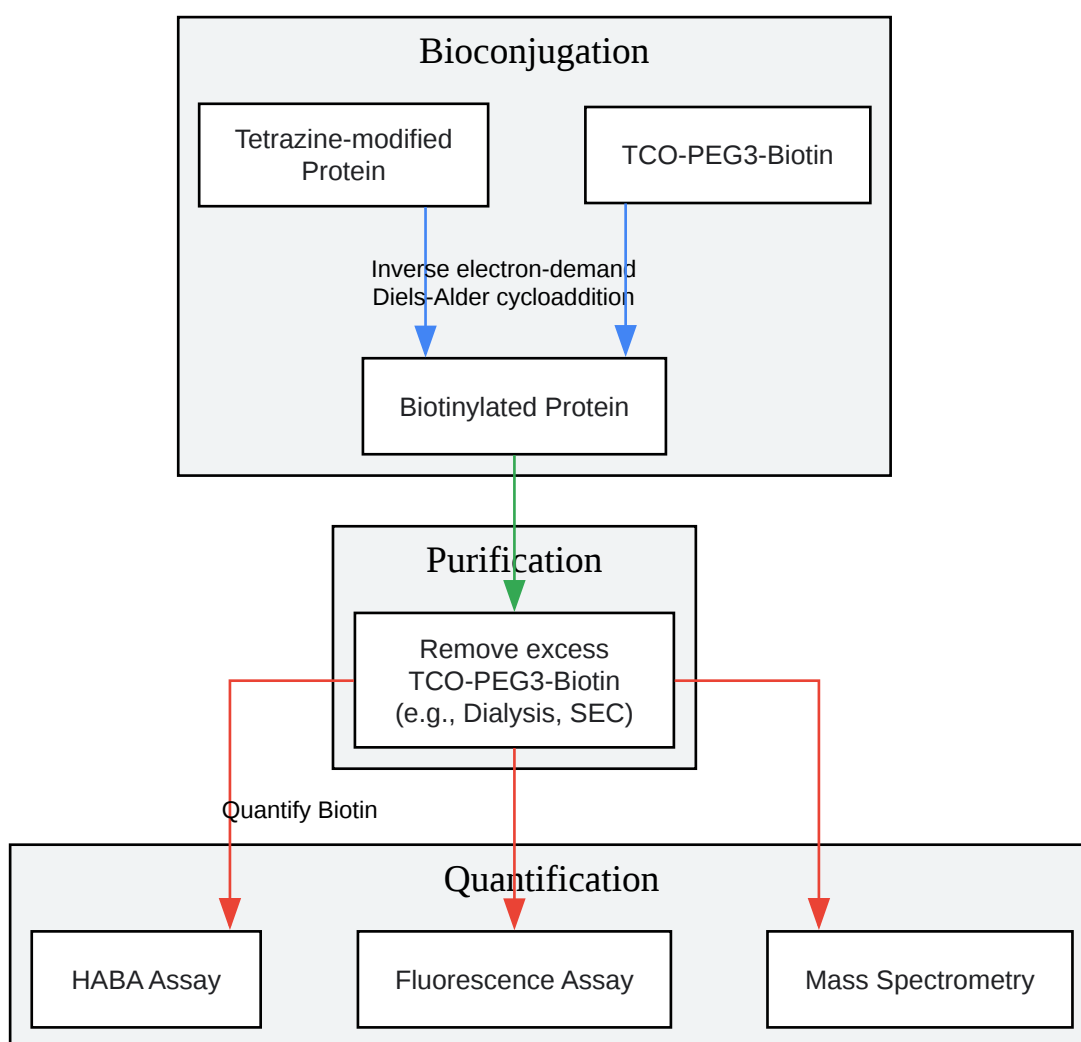 Bioconjugation
Tetrazine-modified
Protein
TCO-PEG3-Biotin
Inverse electron-demand
Diels-Alder cycloaddition
Biotinylated Protein
Purification
Remove excess
TCO-PEG3-Biotin
(e.g., Dialysis, SEC)
Quantify Biotin
Quantification
HABA Assay
Fluorescence Assay
Mass Spectrometry